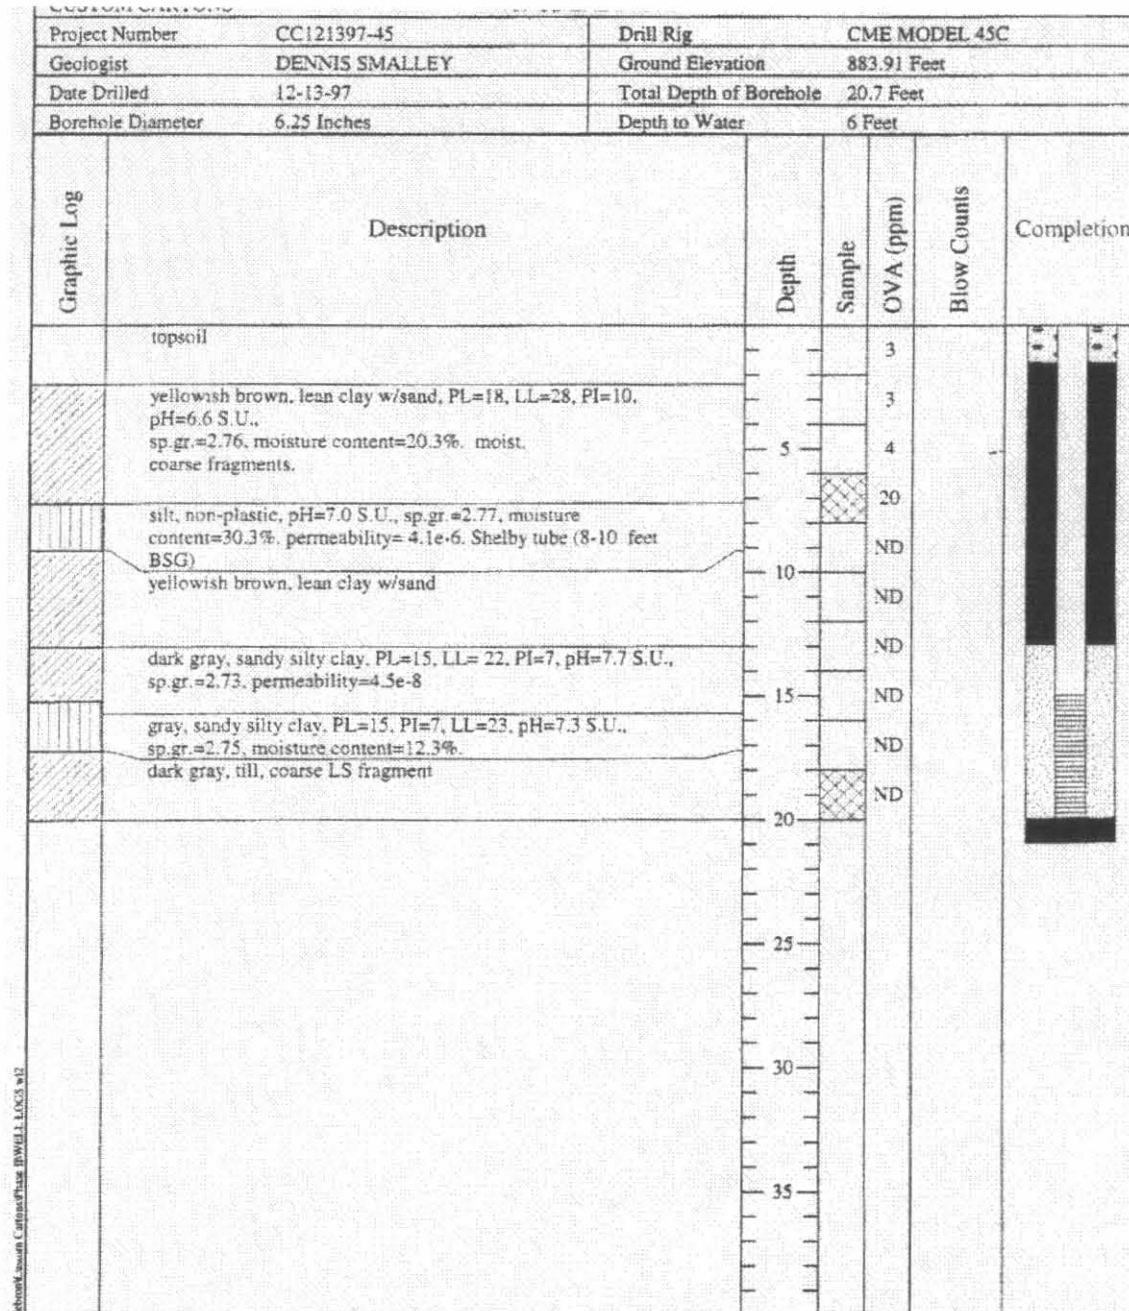 CUSTOM CARTONS
Project Number CC121397-45 Drill Rig CME MODEL 45C
Geologist DENNIS SMALLEY Ground Elevation 883.91 Feet
Date Drilled 12-13-97 Total Depth of Borehole 20.7 Feet
Borehole Diameter 6.25 Inches Depth to Water 6 Feet
Graphic Log
Description
Depth
Sample
OVA (ppm)
Blow Counts
Completion
topsoil
3
yellowish brown, lean clay w/sand, PL=18, LL=28, PI=10,
3
pH=6.6 S.U.,
sp.gr.=2.76, moisture content=20.3%. moist.
5
4
coarse fragments.
20
silt, non-plastic, pH=7.0 S.U., sp.gr.=2.77, moisture
content=30.3%. permeability= 4.1e-6. Shelby tube (8-10 feet
ND
BSG)
10
yellowish brown, lean clay w/sand
ND
ND
dark gray, sandy silty clay, PL=15, LL= 22, PI=7, pH=7.7 S.U.,
sp.gr.=2.73, permeability=4.5e-8
15
ND
gray, sandy silty clay, PL=15, PI=7, LL=23, pH=7.3 S.U.,
sp.gr.=2.75, moisture content=12.3%.
ND
dark gray, till, coarse LS fragment
ND
20
25
30
35